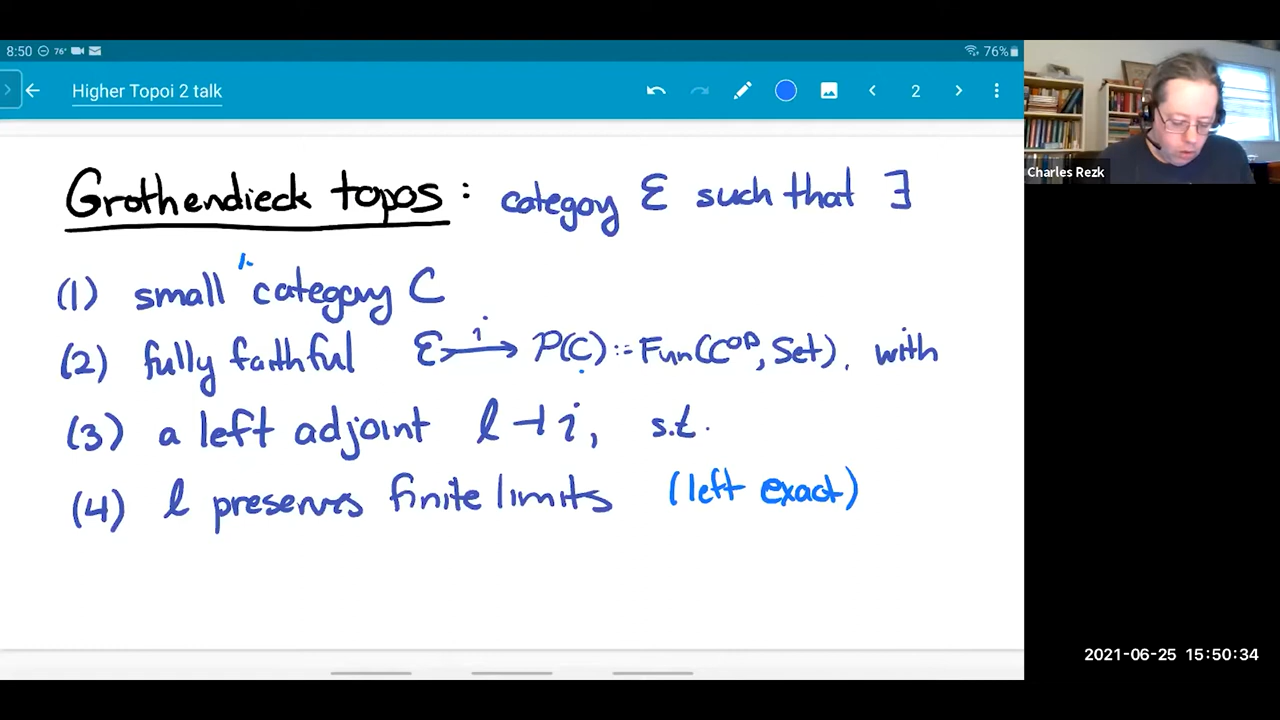 8:50 76° 76%
Higher Topoi 2 talk 2
Charles Rezk
Grothendieck topos : category ℰ such that ∃
(1) small category C
(2) fully faithful ℰ ↣ i P(C) := Fun(C^op, Set), with
(3) a left adjoint l ⊣ i, s.t.
(4) l preserves finite limits (left exact)
2021-06-25 15:50:34